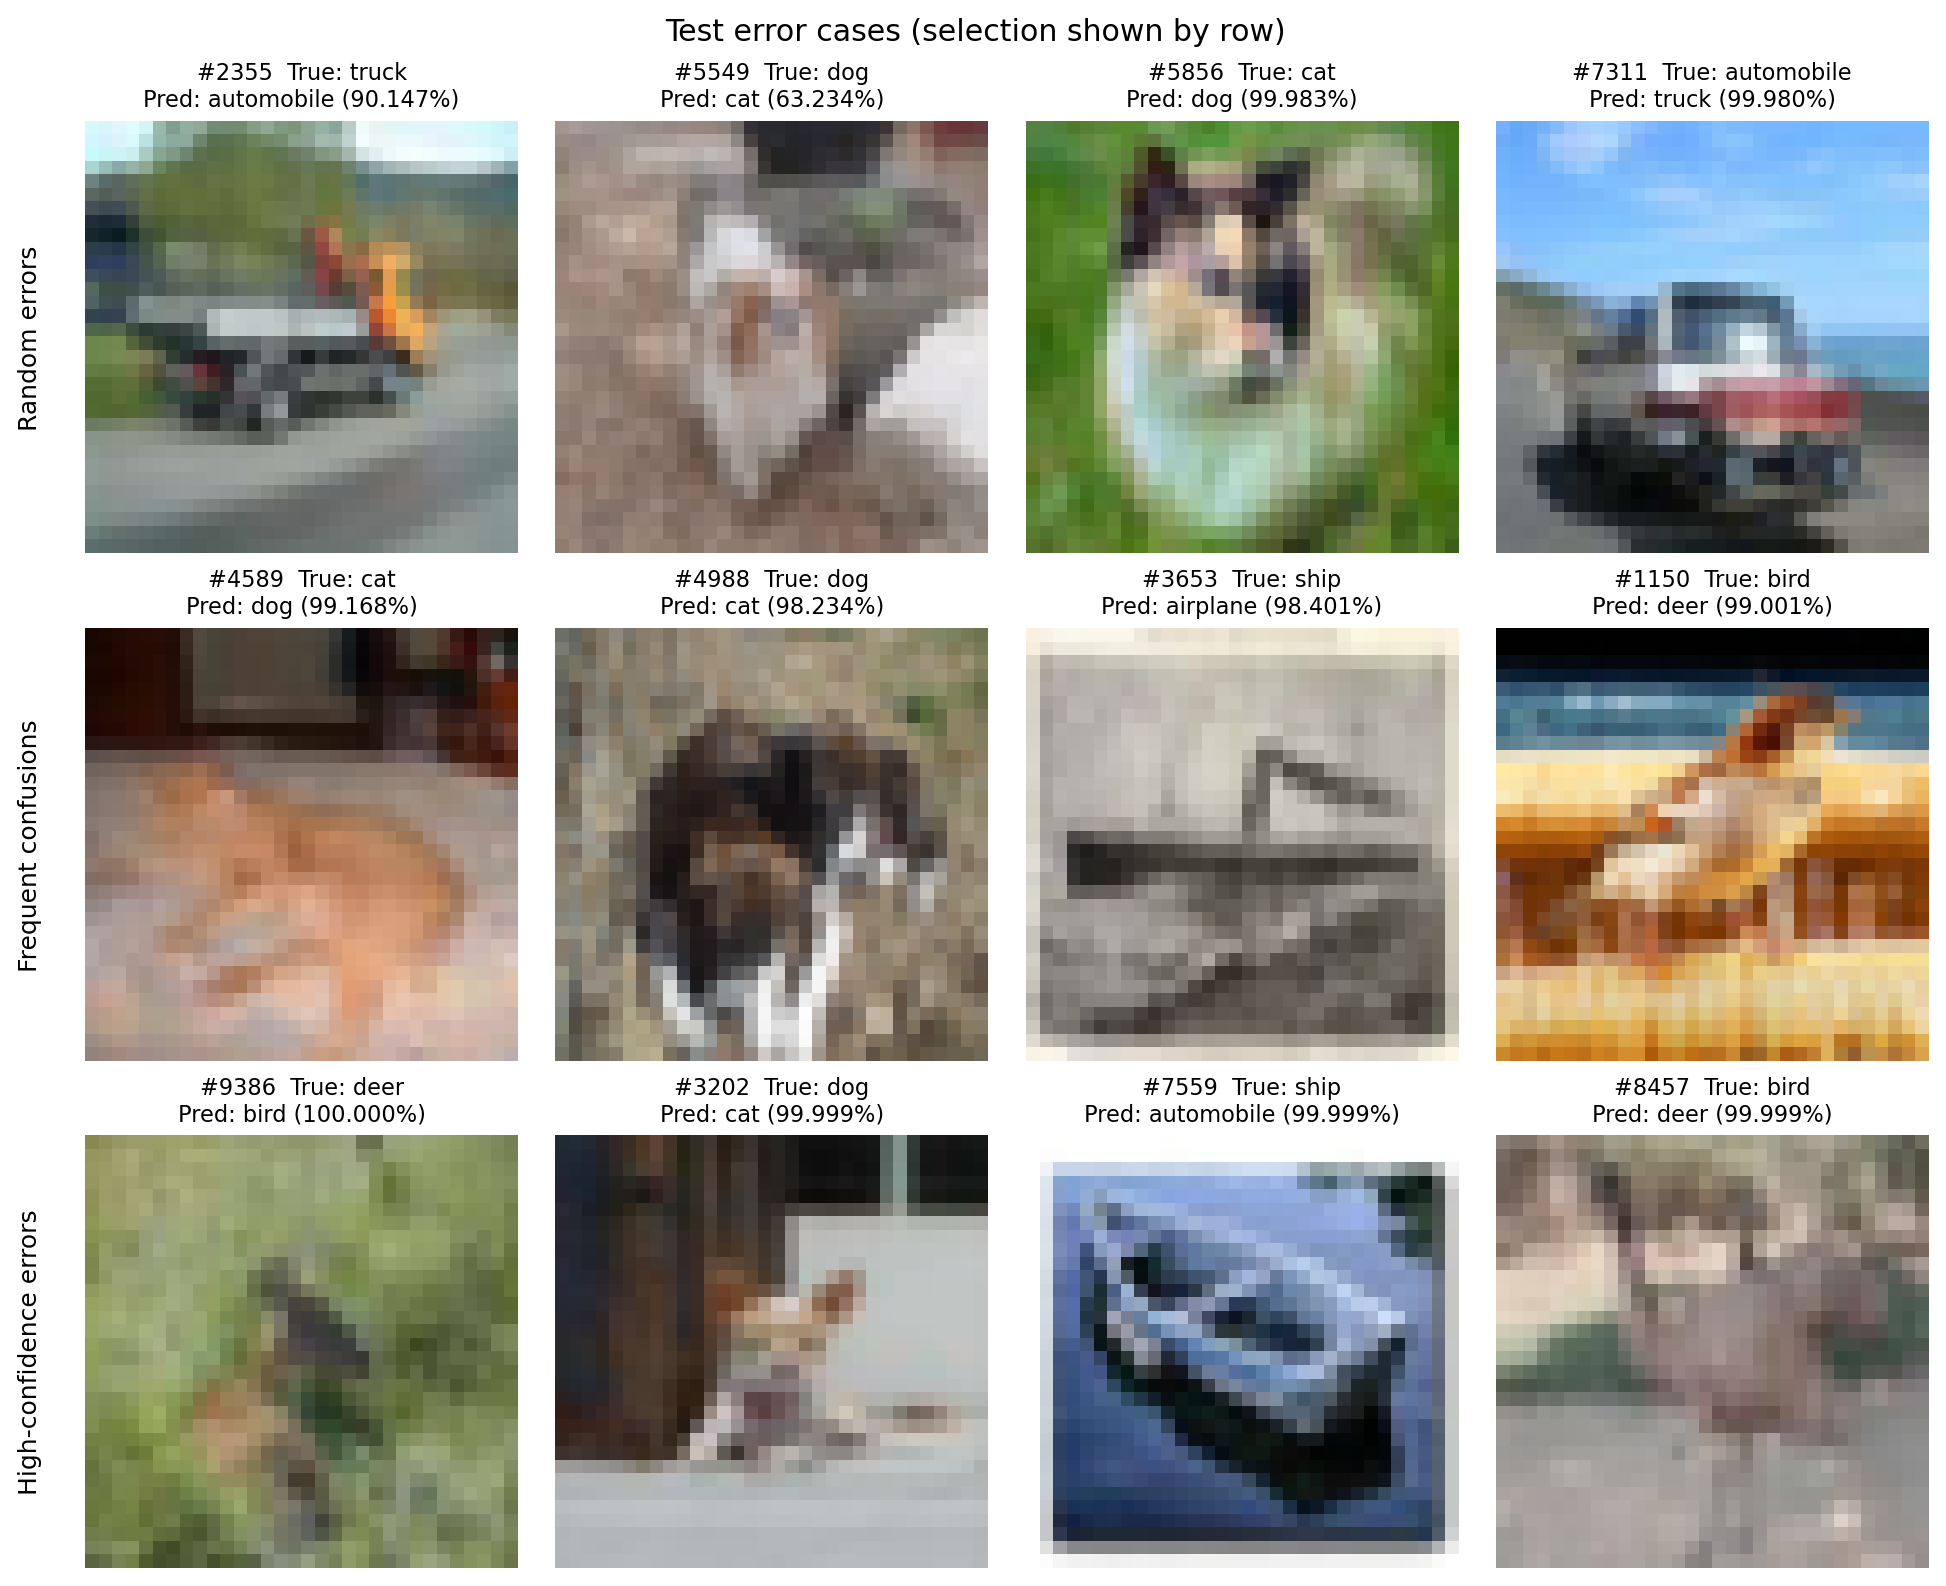 Test error cases (selection shown by row)
Random errors
#2355  True: truck
Pred: automobile (90.147%)
#5549  True: dog
Pred: cat (63.234%)
#5856  True: cat
Pred: dog (99.983%)
#7311  True: automobile
Pred: truck (99.980%)
Frequent confusions
#4589  True: cat
Pred: dog (99.168%)
#4988  True: dog
Pred: cat (98.234%)
#3653  True: ship
Pred: airplane (98.401%)
#1150  True: bird
Pred: deer (99.001%)
High-confidence errors
#9386  True: deer
Pred: bird (100.000%)
#3202  True: dog
Pred: cat (99.999%)
#7559  True: ship
Pred: automobile (99.999%)
#8457  True: bird
Pred: deer (99.999%)